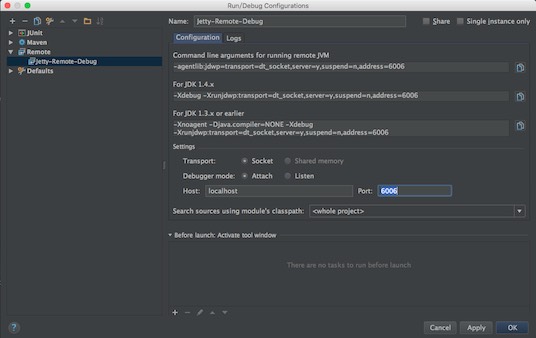 Run/Debug Configurations
Name: Jetty-Remote-Debug Share Single instance only
JUnit
Maven
Remote
Jetty-Remote-Debug
Defaults
Configuration Logs
Command line arguments for running remote JVM
-agentlib:jdwp=transport=dt_socket,server=y,suspend=n,address=6006
For JDK 1.4.x
-Xdebug -Xrunjdwp:transport=dt_socket,server=y,suspend=n,address=6006
For JDK 1.3.x or earlier
-Xnoagent -Djava.compiler=NONE -Xdebug
-Xrunjdwp:transport=dt_socket,server=y,suspend=n,address=6006
Settings
Transport: Socket Shared memory
Debugger mode: Attach Listen
Host: localhost Port: 6006
Search sources using module's classpath: <whole project>
Before launch: Activate tool window
There are no tasks to run before launch
? Cancel Apply OK